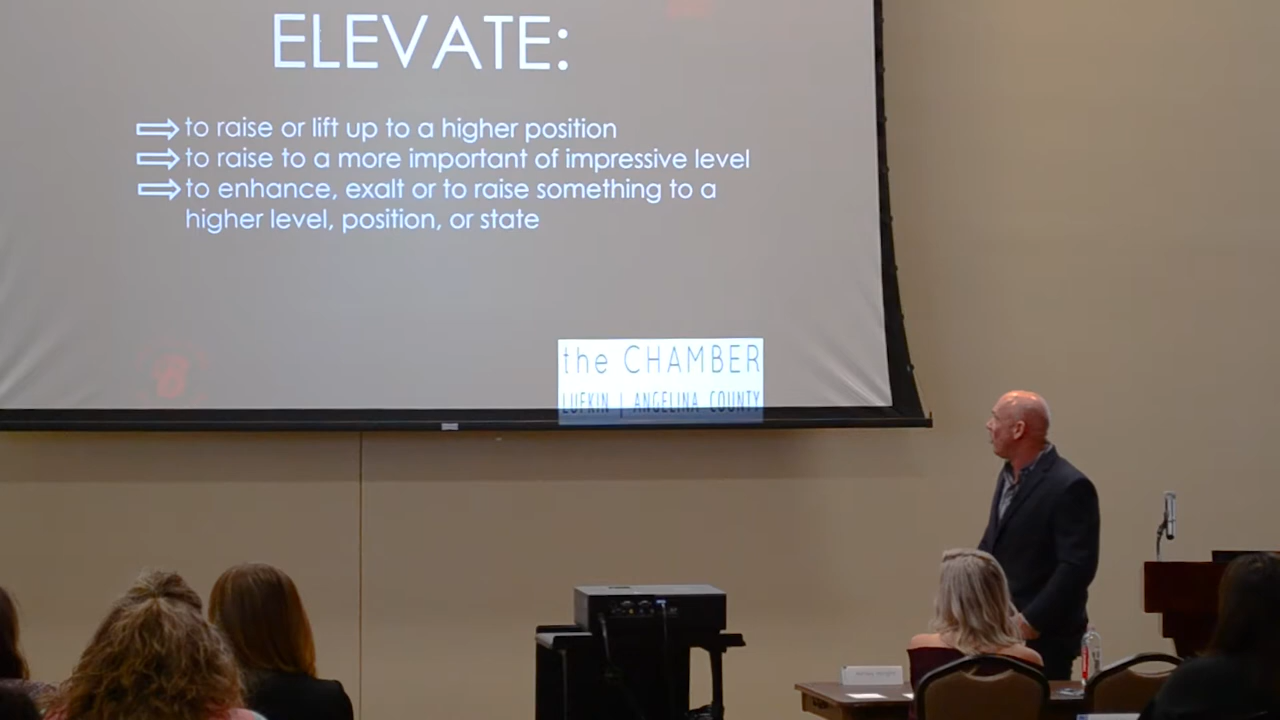 ELEVATE:
to raise or lift up to a higher position
to raise to a more important of impressive level
to enhance, exalt or to raise something to a
higher level, position, or state
the CHAMBER
LUFKIN | ANGELINA COUNTY